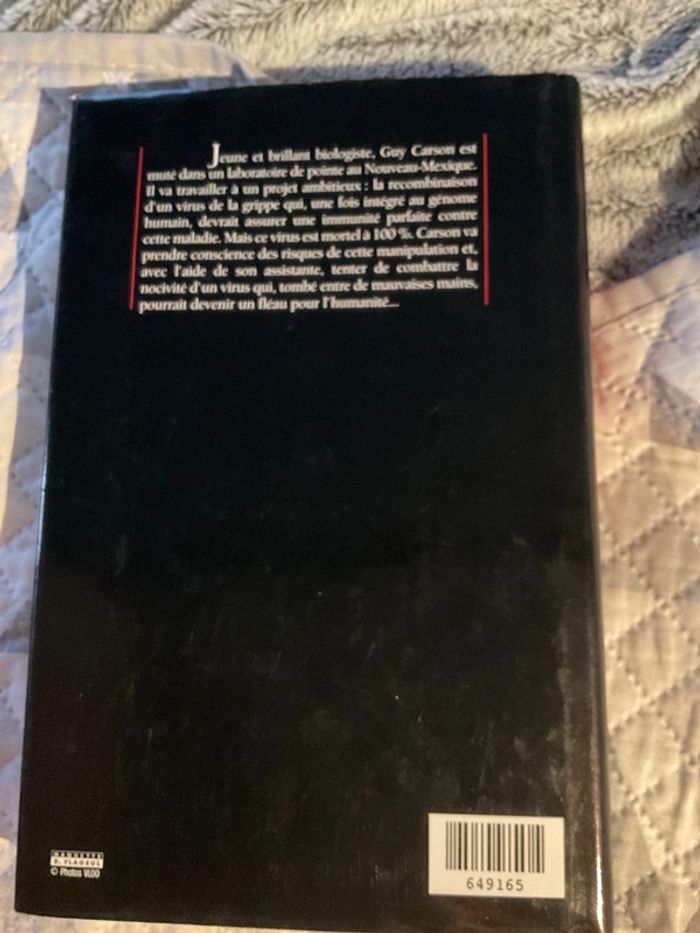 Jeune et brillant biologiste, Guy Carson est
muté dans un laboratoire de pointe au Nouveau-Mexique.
Il va travailler à un projet ambitieux : la recombinaison
d'un virus de la grippe qui, une fois intégré au génome
humain, devrait assurer une immunité parfaite contre
cette maladie. Mais ce virus est mortel à 100 %. Carson va
prendre conscience des risques de cette manipulation et,
avec l'aide de son assistante, tenter de combattre la
nocivité d'un virus qui, tombé entre de mauvaises mains,
pourrait devenir un fléau pour l'humanité...
MAQUETTE
R. FLAGEUL
© Photos VLOO
649165